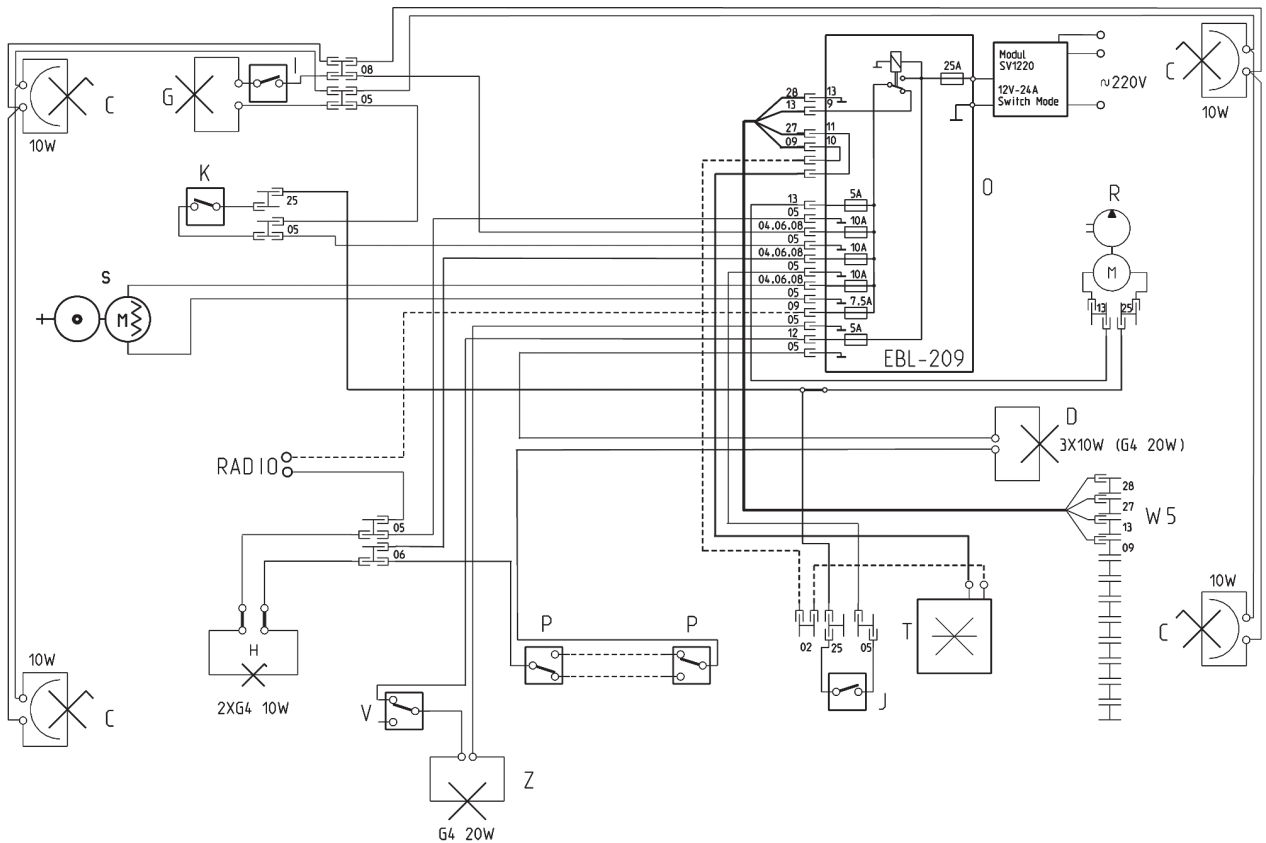 Modul
SV1220
12V-24A
Switch Mode
~220V
25A
28
13
13
9
27
11
09
10
I
08
05
G
C
10W
C
10W
K
25
05
O
R
M
13
25
S
M
13
5A
05
04.06.08
10A
05
04.06.08
10A
05
04.06.08
10A
05
09
7.5A
05
12
5A
05
EBL-209
D
3X10W (G4 20W)
RADIO
05
06
28
27
13
09
W5
H
2XG4 10W
P
P
02
25
05
T
J
10W
C
10W
C
V
Z
G4 20W